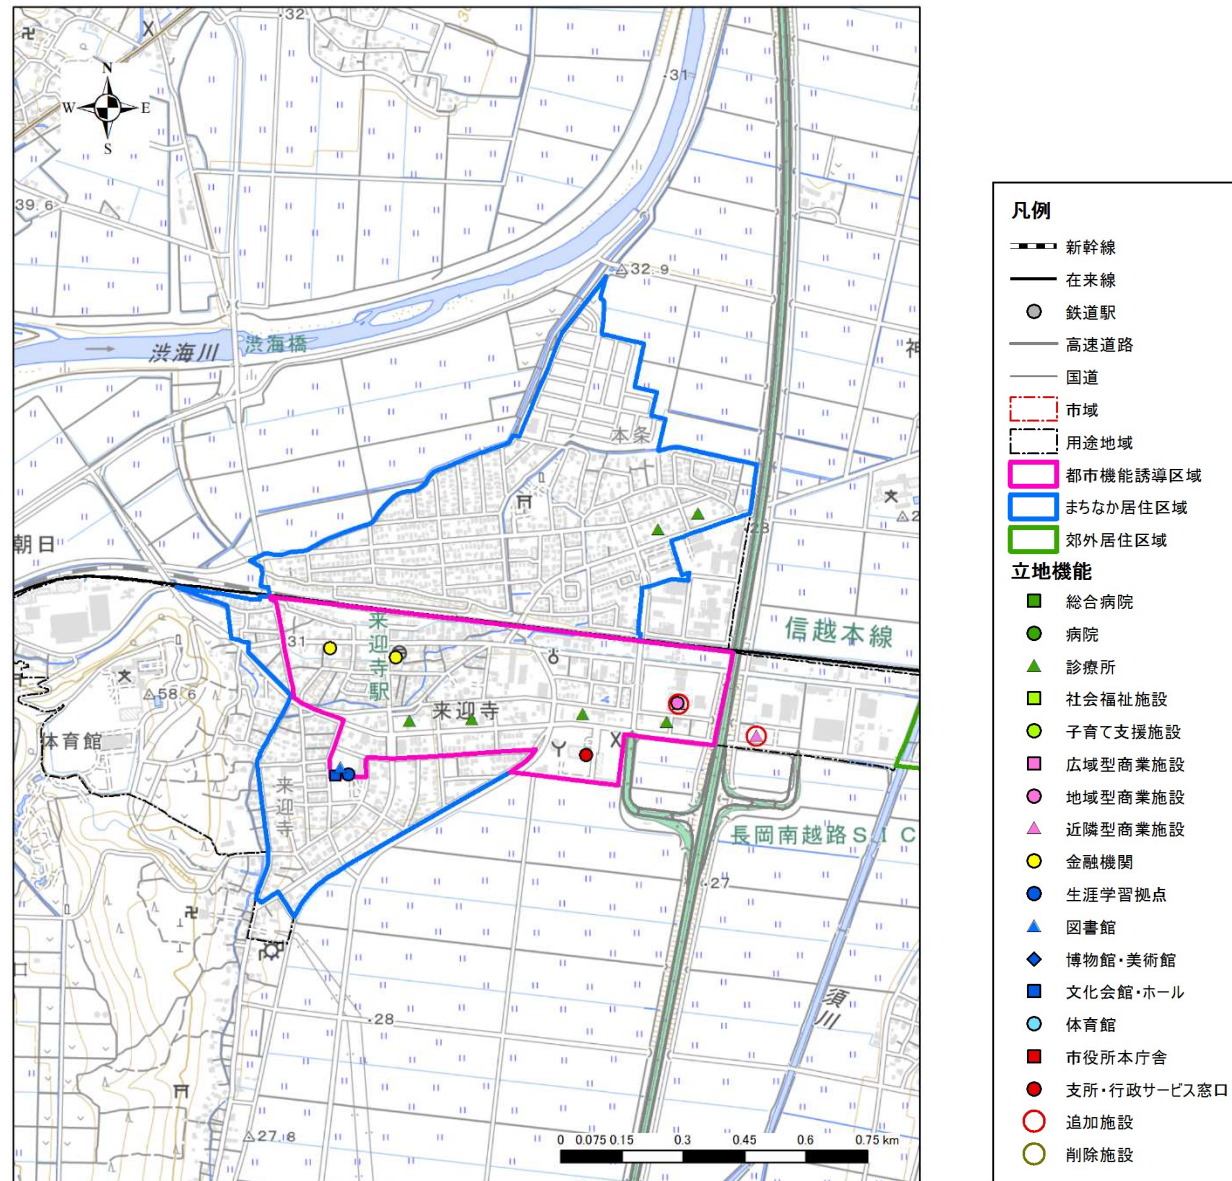 .32
N
W E
S
・31
39.6
△32.9
渋海川
渋海橋
神
本条
朝日
28
信越本線
31
来迎寺駅
来迎寺
△58.6
体育館
来迎寺
長岡南越路ＳＩＣ
・27
須川
・28
△27.8
0 0.075 0.15 0.3 0.45 0.6 0.75 km
凡例
新幹線
在来線
鉄道駅
高速道路
国道
市域
用途地域
都市機能誘導区域
まちなか居住区域
郊外居住区域
立地機能
総合病院
病院
診療所
社会福祉施設
子育て支援施設
広域型商業施設
地域型商業施設
近隣型商業施設
金融機関
生涯学習拠点
図書館
博物館・美術館
文化会館・ホール
体育館
市役所本庁舎
支所・行政サービス窓口
追加施設
削除施設